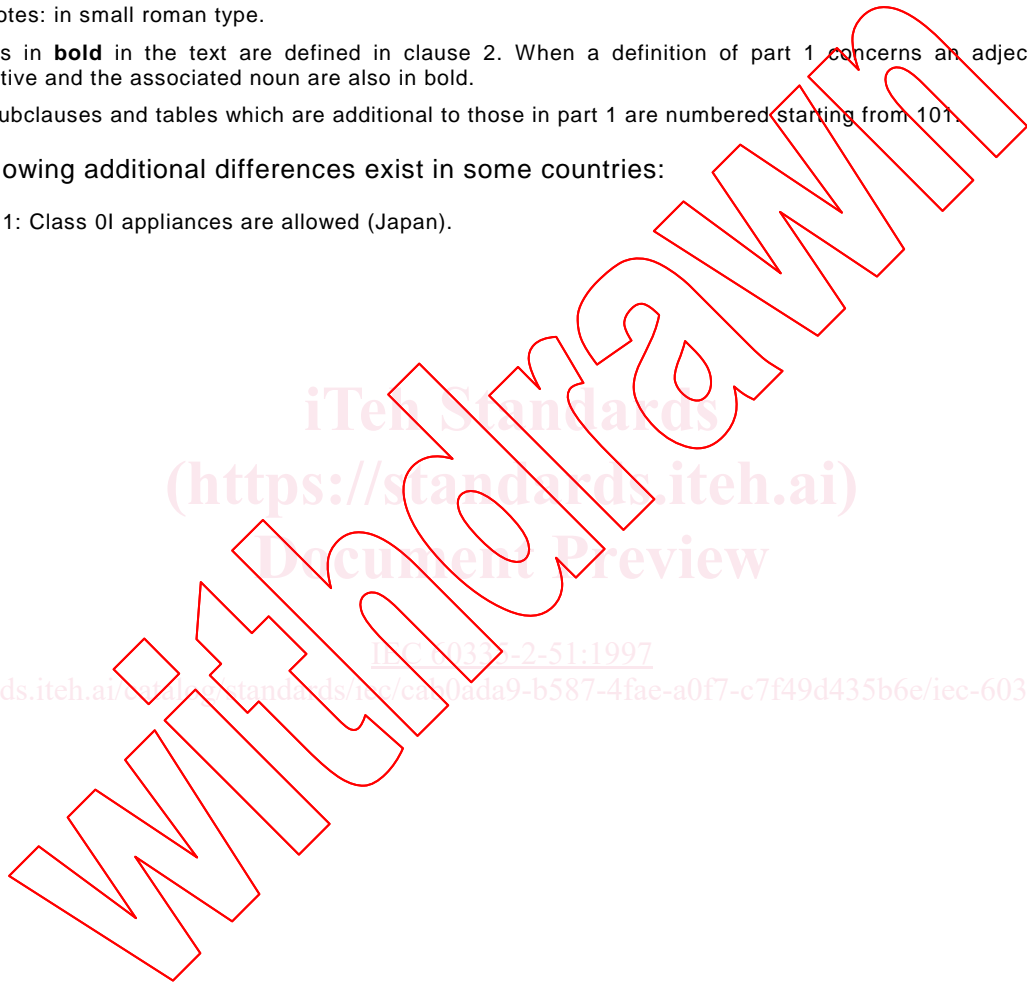 otes: in small roman type.
s in bold in the text are defined in clause 2. When a definition of part 1 concerns an adjec
tive and the associated noun are also in bold.
ubclauses and tables which are additional to those in part 1 are numbered starting from 101.
owing additional differences exist in some countries:
1: Class 0I appliances are allowed (Japan).
iTeh Standards
(https://standards.iteh.ai)
Document Preview
IEC 60335-2-51:1997
ds.iteh.ai/catalog/standards/iec/cab0ada9-b587-4fae-a0f7-c7f49d435b6e/iec-603
withdrawn